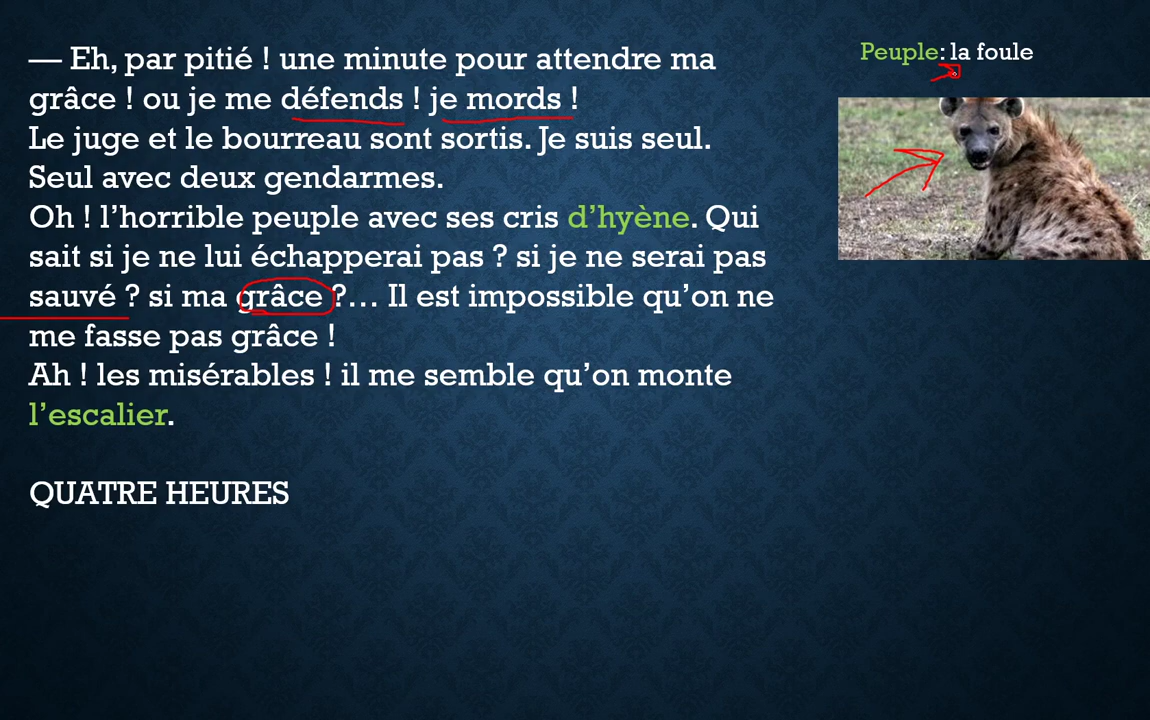 — Eh, par pitié ! une minute pour attendre ma
grâce ! ou je me défends ! je mords !
Le juge et le bourreau sont sortis. Je suis seul.
Seul avec deux gendarmes.
Oh ! l’horrible peuple avec ses cris d’hyène. Qui
sait si je ne lui échapperai pas ? si je ne serai pas
sauvé ? si ma grâce ?… Il est impossible qu’on ne
me fasse pas grâce !
Ah ! les misérables ! il me semble qu’on monte
l’escalier.
QUATRE HEURES
Peuple: la foule